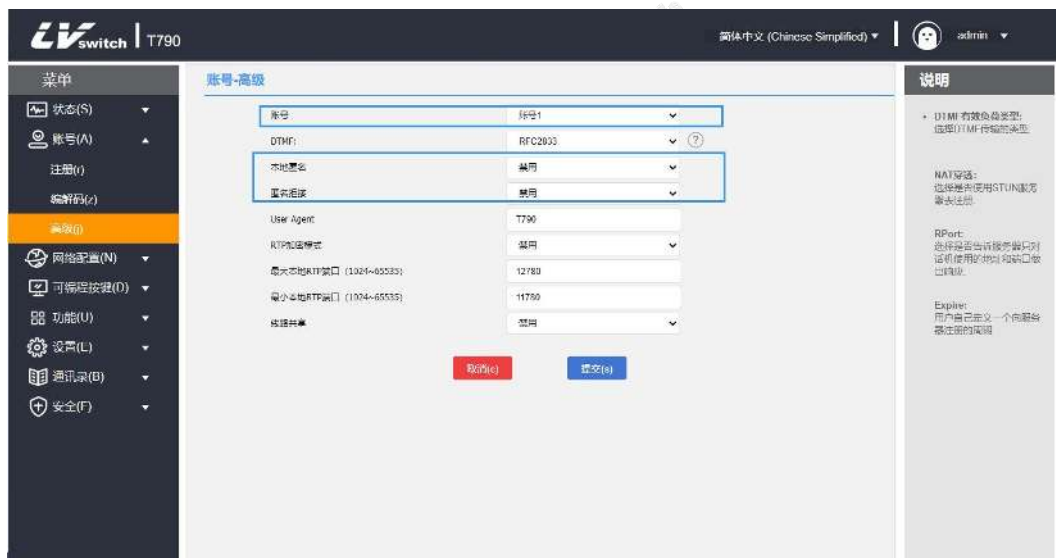 LVswitch T790
简体中文 (Chinese Simplified)
admin
菜单
账号-高级
说明
状态(S)
账号(A)
注册(r)
编解码(z)
高级(j)
网络配置(N)
可编程按键(D)
功能(U)
设置(L)
通讯录(B)
安全(F)
账号 账号1
DTMF: RFC2833
本地匿名 禁用
匿名拒接 禁用
User Agent T790
RTP加密模式 禁用
最大本地RTP端口 (1024~65535) 12780
最小本地RTP端口 (1024~65535) 11780
线路共享 禁用
取消(c) 提交(s)
DTMF有效负荷类型:
选择DTMF传输的类型
NAT穿透:
选择是否使用STUN服务
器去注册
RPort:
选择是否告诉服务器只对
话机使用的地址和端口做
出响应
Expire:
用户自己定义一个向服务
器注册的周期